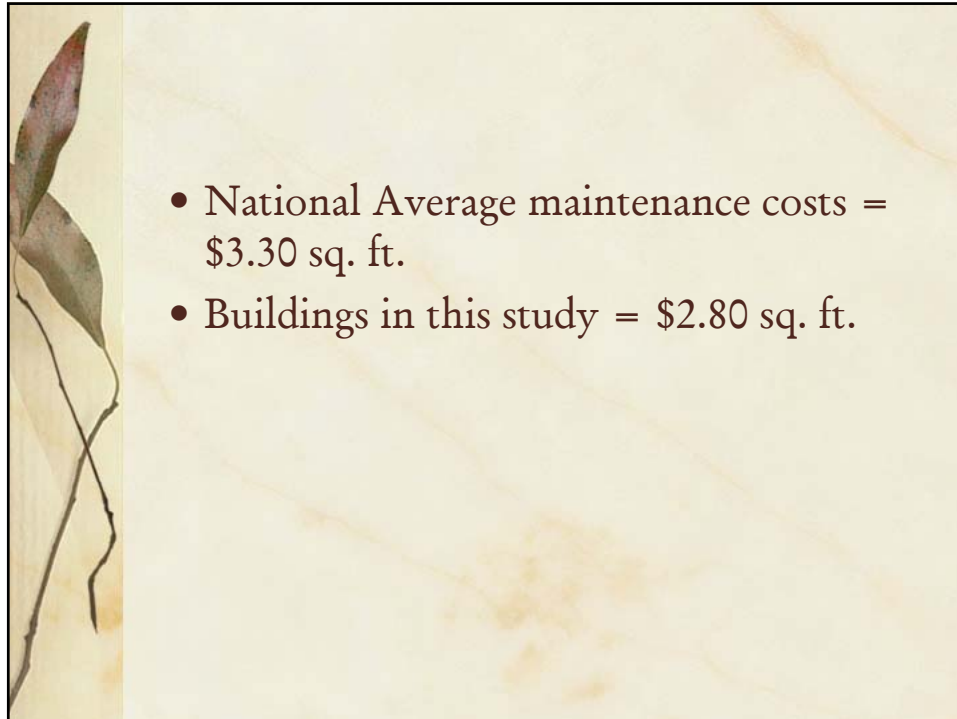 • National Average maintenance costs =
$3.30 sq. ft.
• Buildings in this study = $2.80 sq. ft.